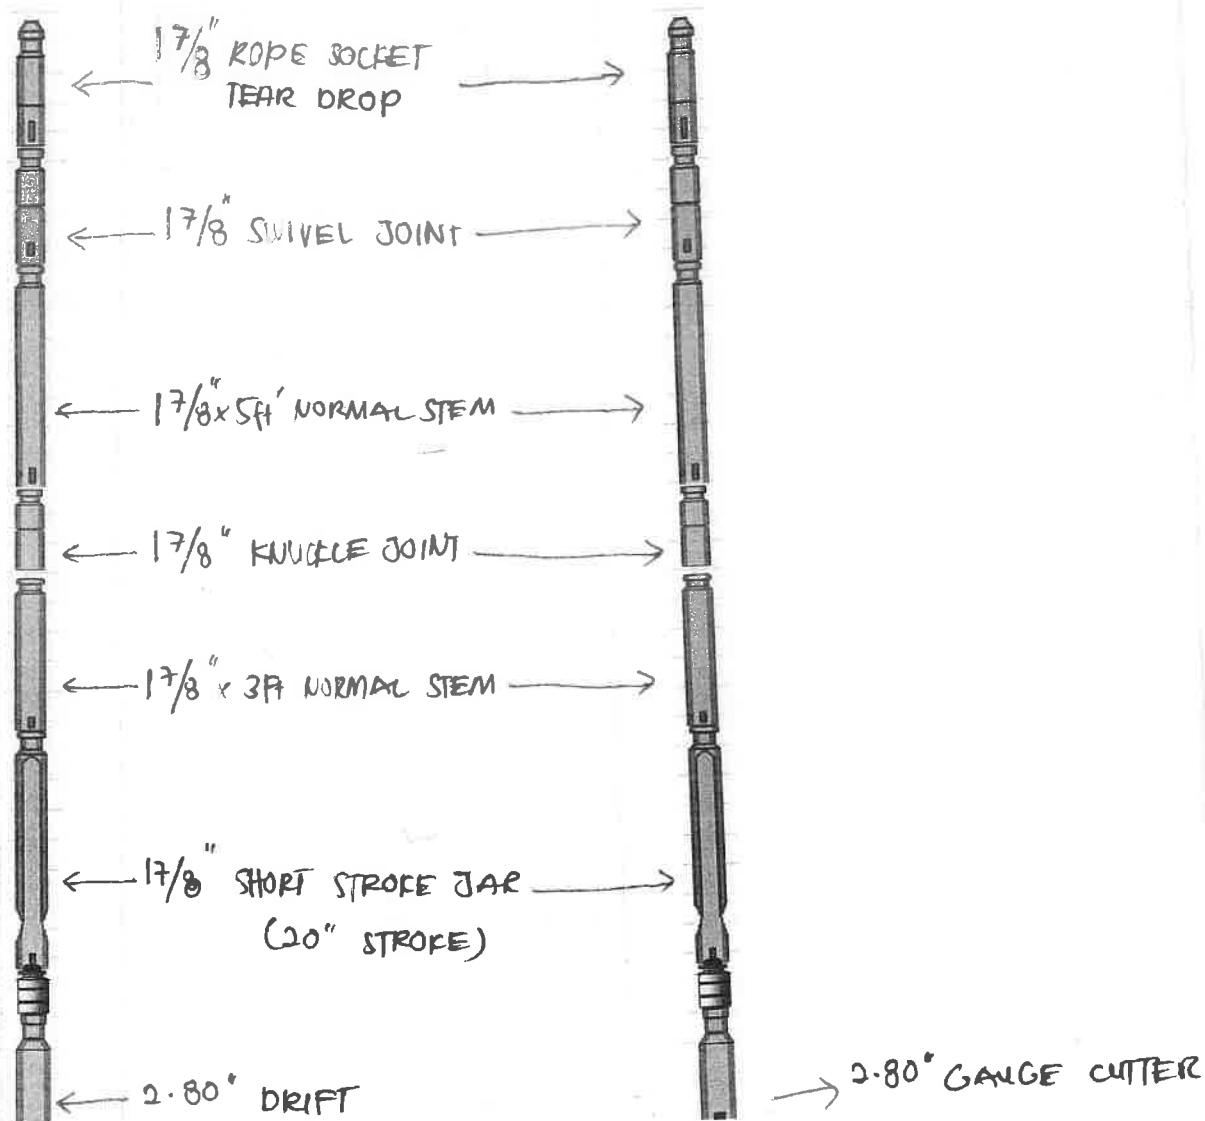 1 7/8" ROPE SOCKET
TEAR DROP
1 7/8" SWIVEL JOINT
1 7/8" x 5ft' NORMAL STEM
1 7/8" KNUCKLE JOINT
1 7/8" x 3ft NORMAL STEM
1 7/8" SHORT STROKE JAR
(20" STROKE)
2.80" DRIFT
2.80" GAUGE CUTTER